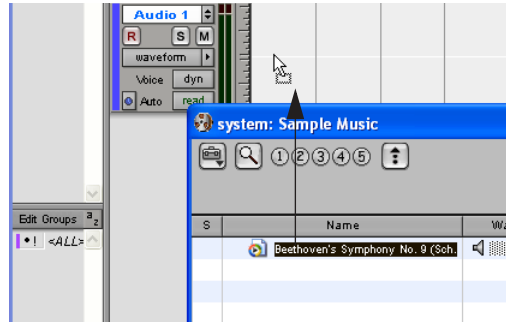 Audio 1
R S M
waveform
Voice dyn
Auto read
system: Sample Music
1 2 3 4 5
Edit Groups a z
S Name
! <ALL>
Beethoven's Symphony No. 9 (Sch.